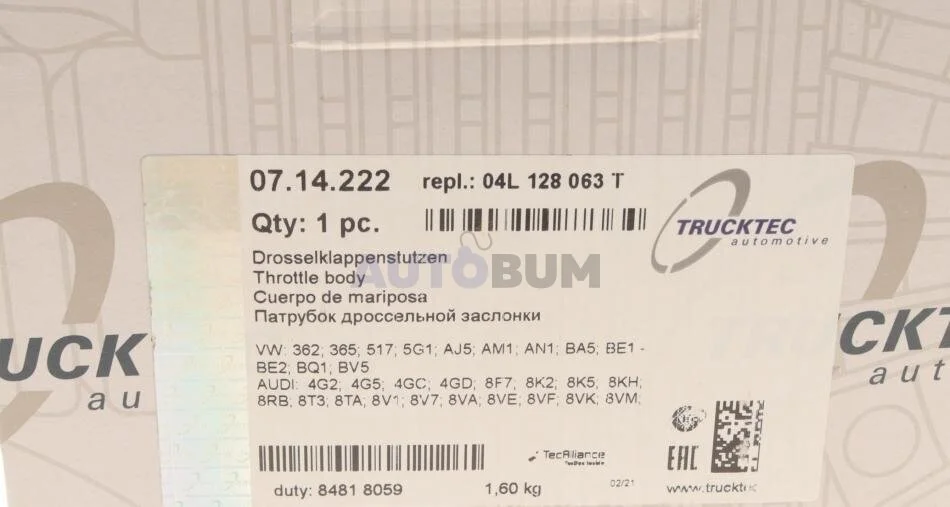 07.14.222 repl.: 04L 128 063 T
Qty: 1 pc.
TRUCKTEC
automotive
Drosselklappenstutzen
AUTOBUM
Throttle body
Cuerpo de mariposa
Патрубок дроссельной заслонки
VW: 362; 365; 517; 5G1; AJ5; AM1; AN1; BA5; BE1 -
BE2; BQ1; BV5
AUDI: 4G2; 4G5; 4GC; 4GD; 8F7; 8K2; 8K5; 8KH;
8RB; 8T3; 8TA; 8V1; 8V7; 8VA; 8VE; 8VF; 8VK; 8VM;
UCK
au
TRUCKT
aut
TecAlliance
EAC
duty: 8481 8059 1,60 kg 02/21 www.truckte